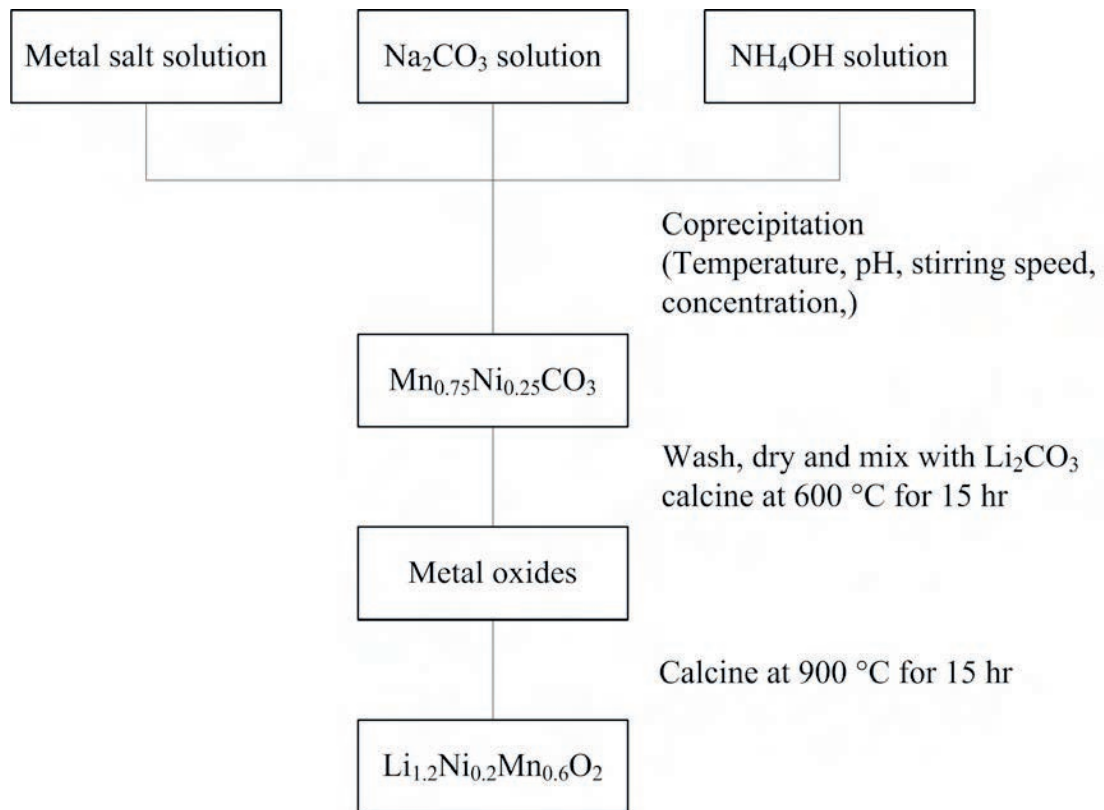 Metal salt solution
Na₂CO₃ solution
NH₄OH solution
Coprecipitation
(Temperature, pH, stirring speed,
concentration,)
Mn₀.₇₅Ni₀.₂₅CO₃
Wash, dry and mix with Li₂CO₃
calcine at 600 °C for 15 hr
Metal oxides
Calcine at 900 °C for 15 hr
Li₁.₂Ni₀.₂Mn₀.₆O₂